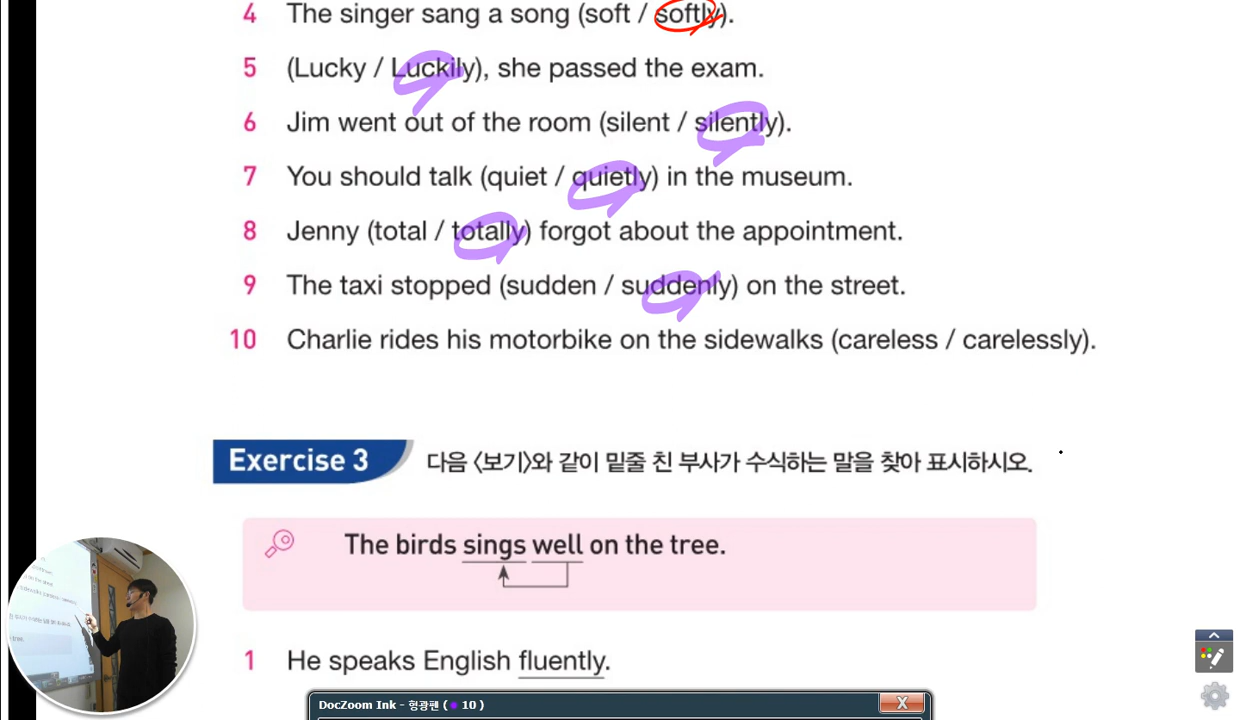 4 The singer sang a song (soft / softly).
5 (Lucky / Luckily), she passed the exam.
6 Jim went out of the room (silent / silently).
7 You should talk (quiet / quietly) in the museum.
8 Jenny (total / totally) forgot about the appointment.
9 The taxi stopped (sudden / suddenly) on the street.
10 Charlie rides his motorbike on the sidewalks (careless / carelessly).
Exercise 3 다음 〈보기〉와 같이 밑줄 친 부사가 수식하는 말을 찾아 표시하시오.
The birds sings well on the tree.
1 He speaks English fluently.
DocZoom Ink - 형광펜 ( 10 )